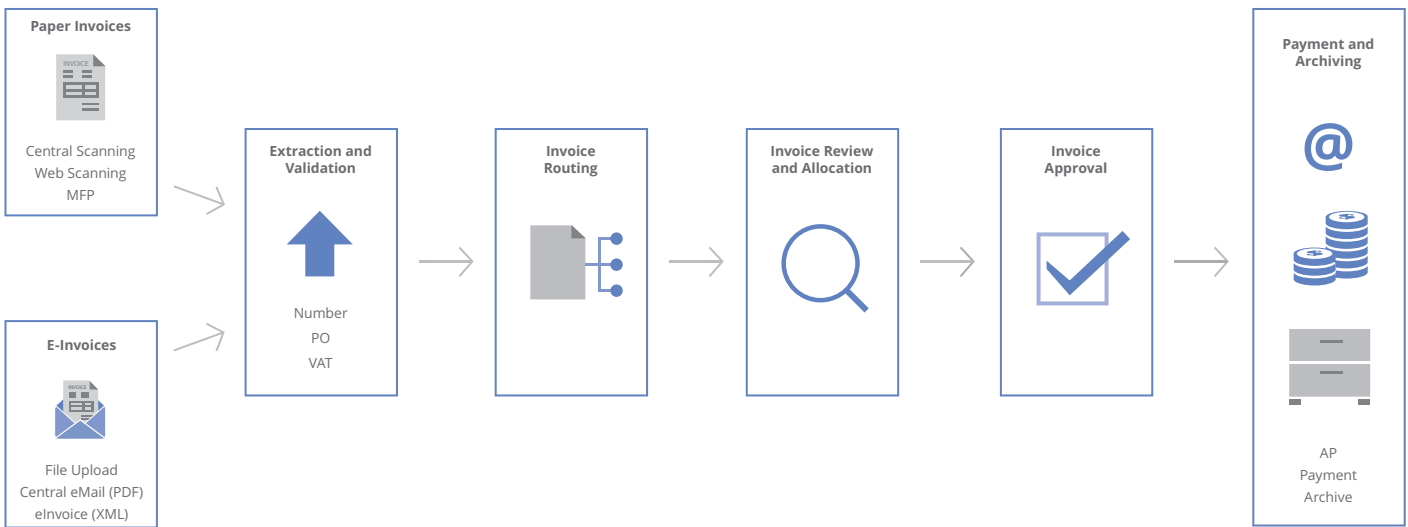 Paper Invoices
INVOICE
Central Scanning
Web Scanning
MFP
E-Invoices
INVOICE
File Upload
Central eMail (PDF)
eInvoice (XML)
Extraction and
Validation
Number
PO
VAT
Invoice
Routing
Invoice Review
and Allocation
Invoice
Approval
Payment and
Archiving
@
AP
Payment
Archive